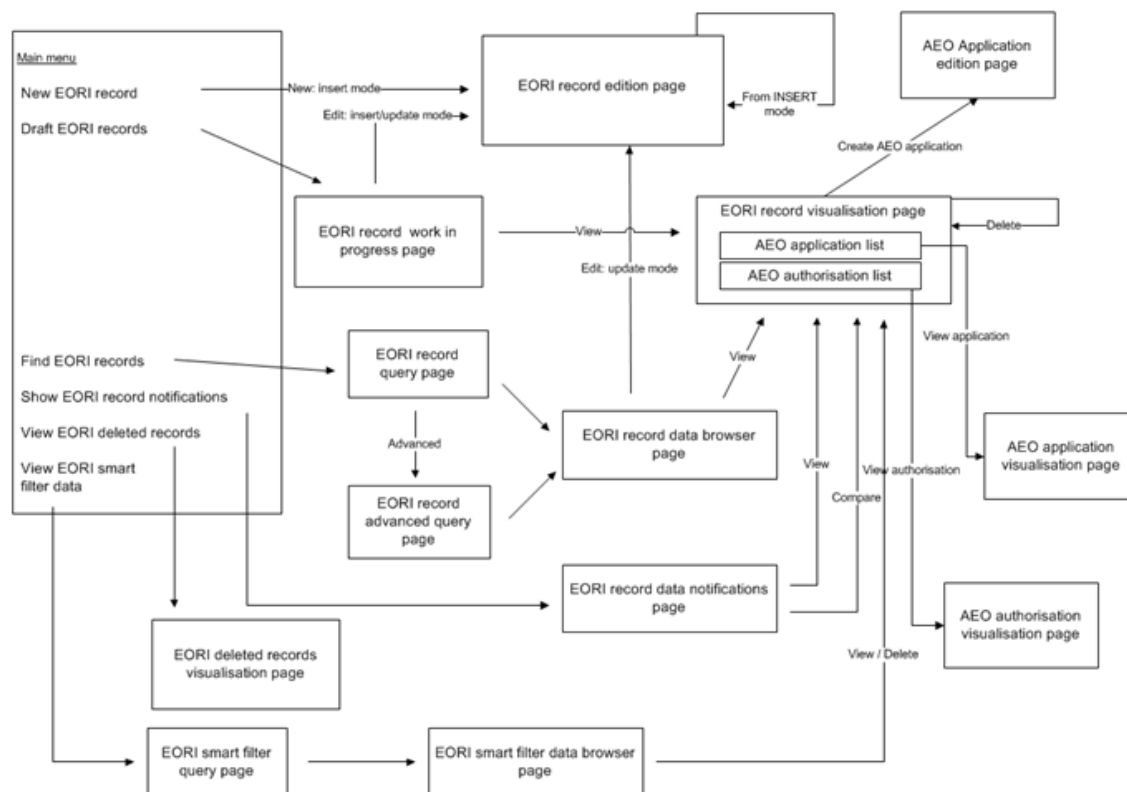 Main menu
New EORI record
Draft EORI records
Find EORI records
Show EORI record notifications
View EORI deleted records
View EORI smart
filter data
New: insert mode
Edit: insert/update mode
EORI record edition page
From INSERT
mode
AEO Application
edition page
Create AEO application
EORI record work in
progress page
View
Edit: update mode
EORI record visualisation page
AEO application list
AEO authorisation list
Delete
View application
EORI record
query page
Advanced
EORI record
advanced query
page
EORI record data browser
page
View
View
Compare
View authorisation
AEO application
visualisation page
EORI record data notifications
page
AEO authorisation
visualisation page
View / Delete
EORI deleted records
visualisation page
EORI smart filter
query page
EORI smart filter data browser
page